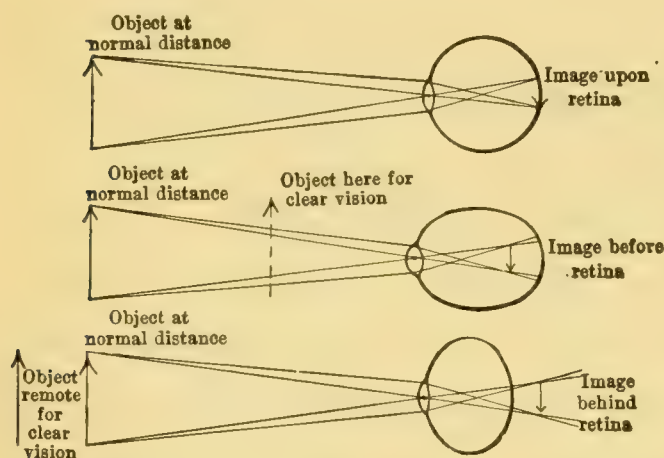 Object at
normal distance
Image upon
retina
Object at
normal distance
Object here for
clear vision
Image before
retina
Object at
normal distance
Object
remote for
clear
vision
Image
behind
retina